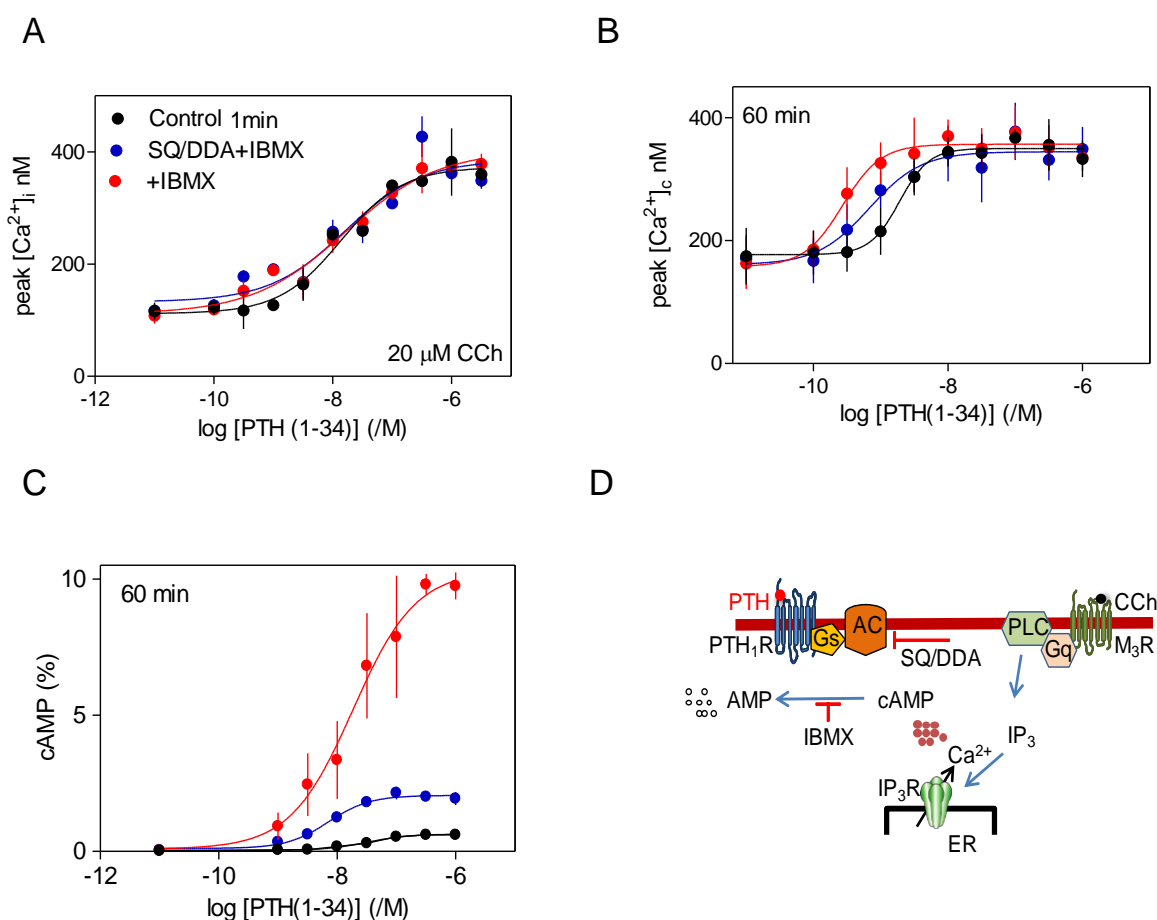 A
Control 1min
SQ/DDA+IBMX
+IBMX
peak [Ca²⁺]ᵢ nM
400
200
0
20 μM CCh
-12
-10
-8
-6
log [PTH (1-34)] (/M)
B
60 min
peak [Ca²⁺]c nM
400
200
0
-10
-8
-6
log [PTH(1-34)] (/M)
C
60 min
cAMP (%)
10
5
0
-12
-10
-8
-6
log [PTH(1-34)] (/M)
D
PTH
CCh
PTH₁R
Gs
AC
PLC
Gq
M₃R
SQ/DDA
AMP
cAMP
IBMX
IP₃
Ca²⁺
IP₃R
ER